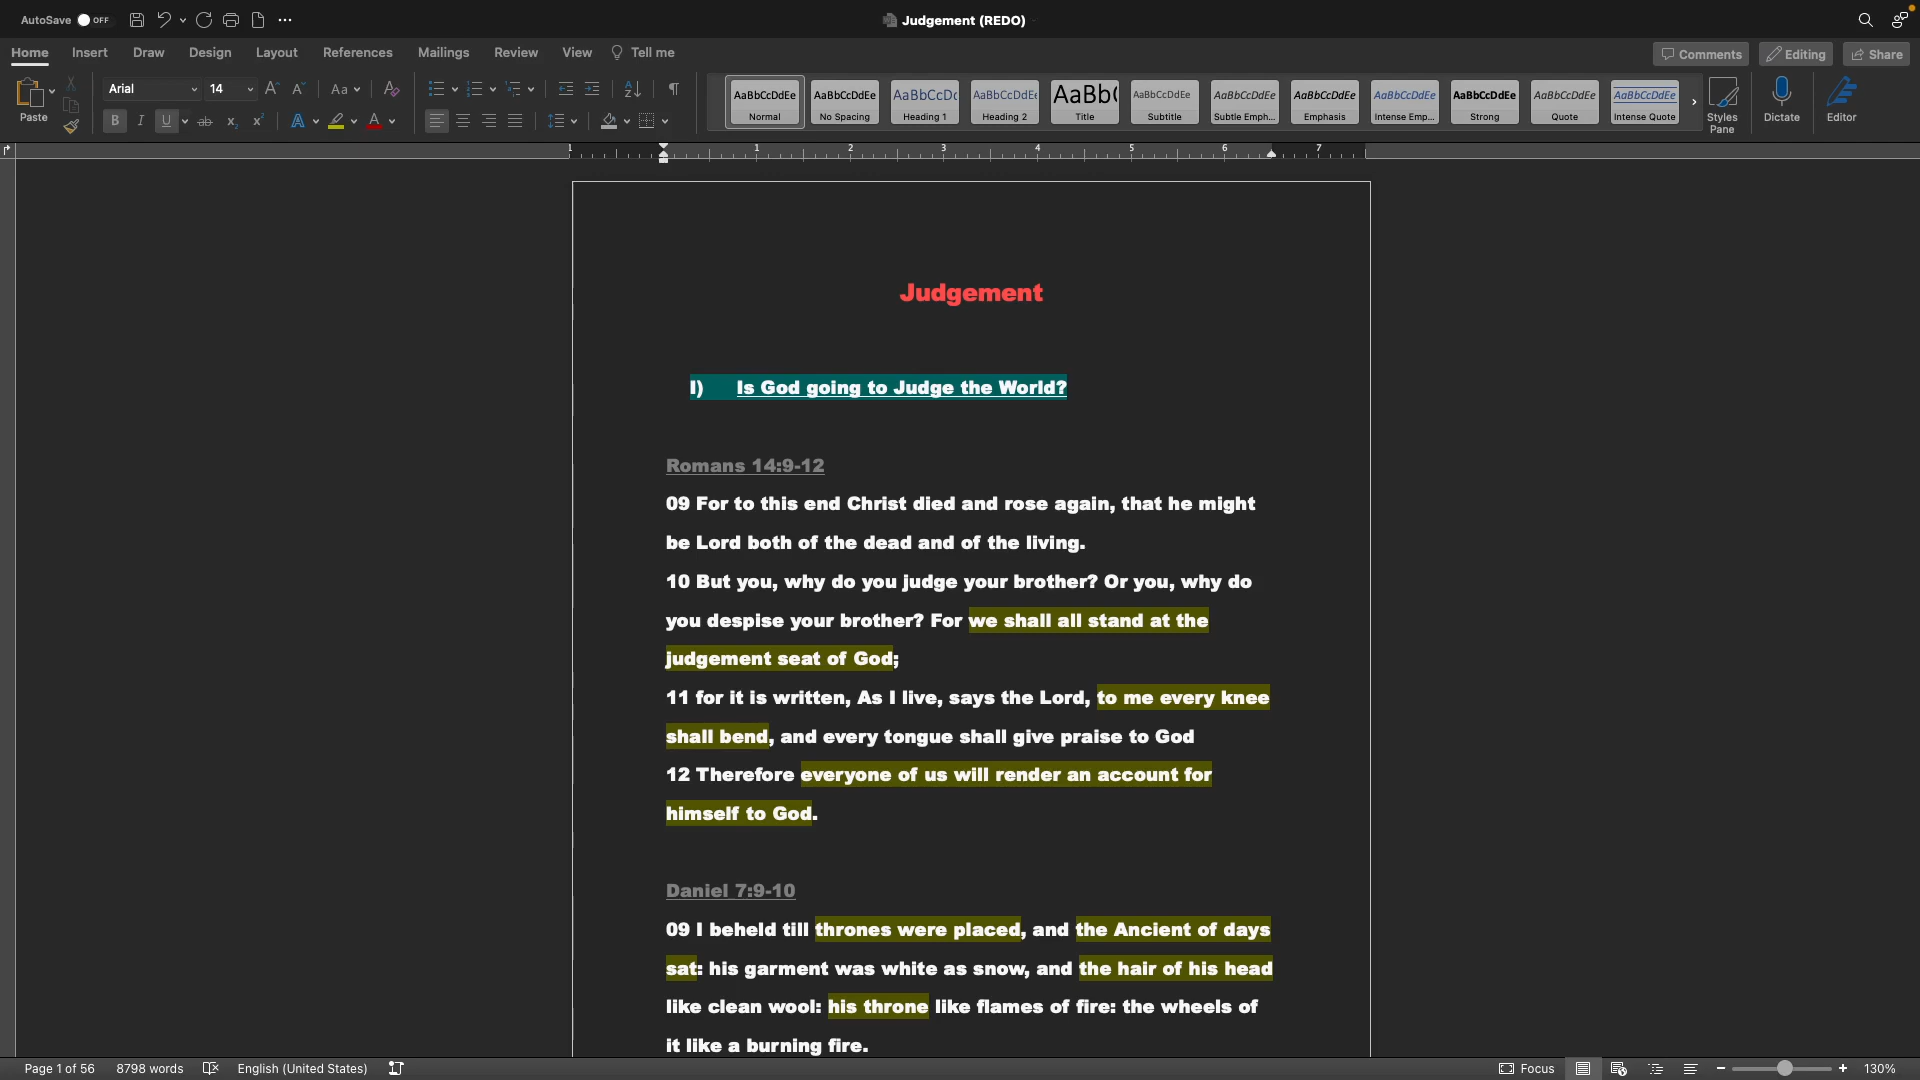 AutoSave OFF
Judgement (REDO)
Home Insert Draw Design Layout References Mailings Review View Tell me
Comments Editing Share
Paste
Arial 14
AaBbCcDdEe AaBbCcDdEe AaBbCcDc AaBbCcDdEe AaBb( AaBbCcDdEe AaBbCcDdEe AaBbCcDdEe AaBbCcDdEe AaBbCcDdEe AaBbCcDdEe AaBbCcDdEe
Normal No Spacing Heading 1 Heading 2 Title Subtitle Subtle Emph... Emphasis Intense Emp... Strong Quote Intense Quote
Styles Pane
Dictate
Editor
1 1 2 3 4 5 6 7
Judgement
I) Is God going to Judge the World?
Romans 14:9-12
09 For to this end Christ died and rose again, that he might
be Lord both of the dead and of the living.
10 But you, why do you judge your brother? Or you, why do
you despise your brother? For we shall all stand at the
judgement seat of God;
11 for it is written, As I live, says the Lord, to me every knee
shall bend, and every tongue shall give praise to God
12 Therefore everyone of us will render an account for
himself to God.
Daniel 7:9-10
09 I beheld till thrones were placed, and the Ancient of days
sat: his garment was white as snow, and the hair of his head
like clean wool: his throne like flames of fire: the wheels of
it like a burning fire.
Page 1 of 56 8798 words English (United States) Focus 130%